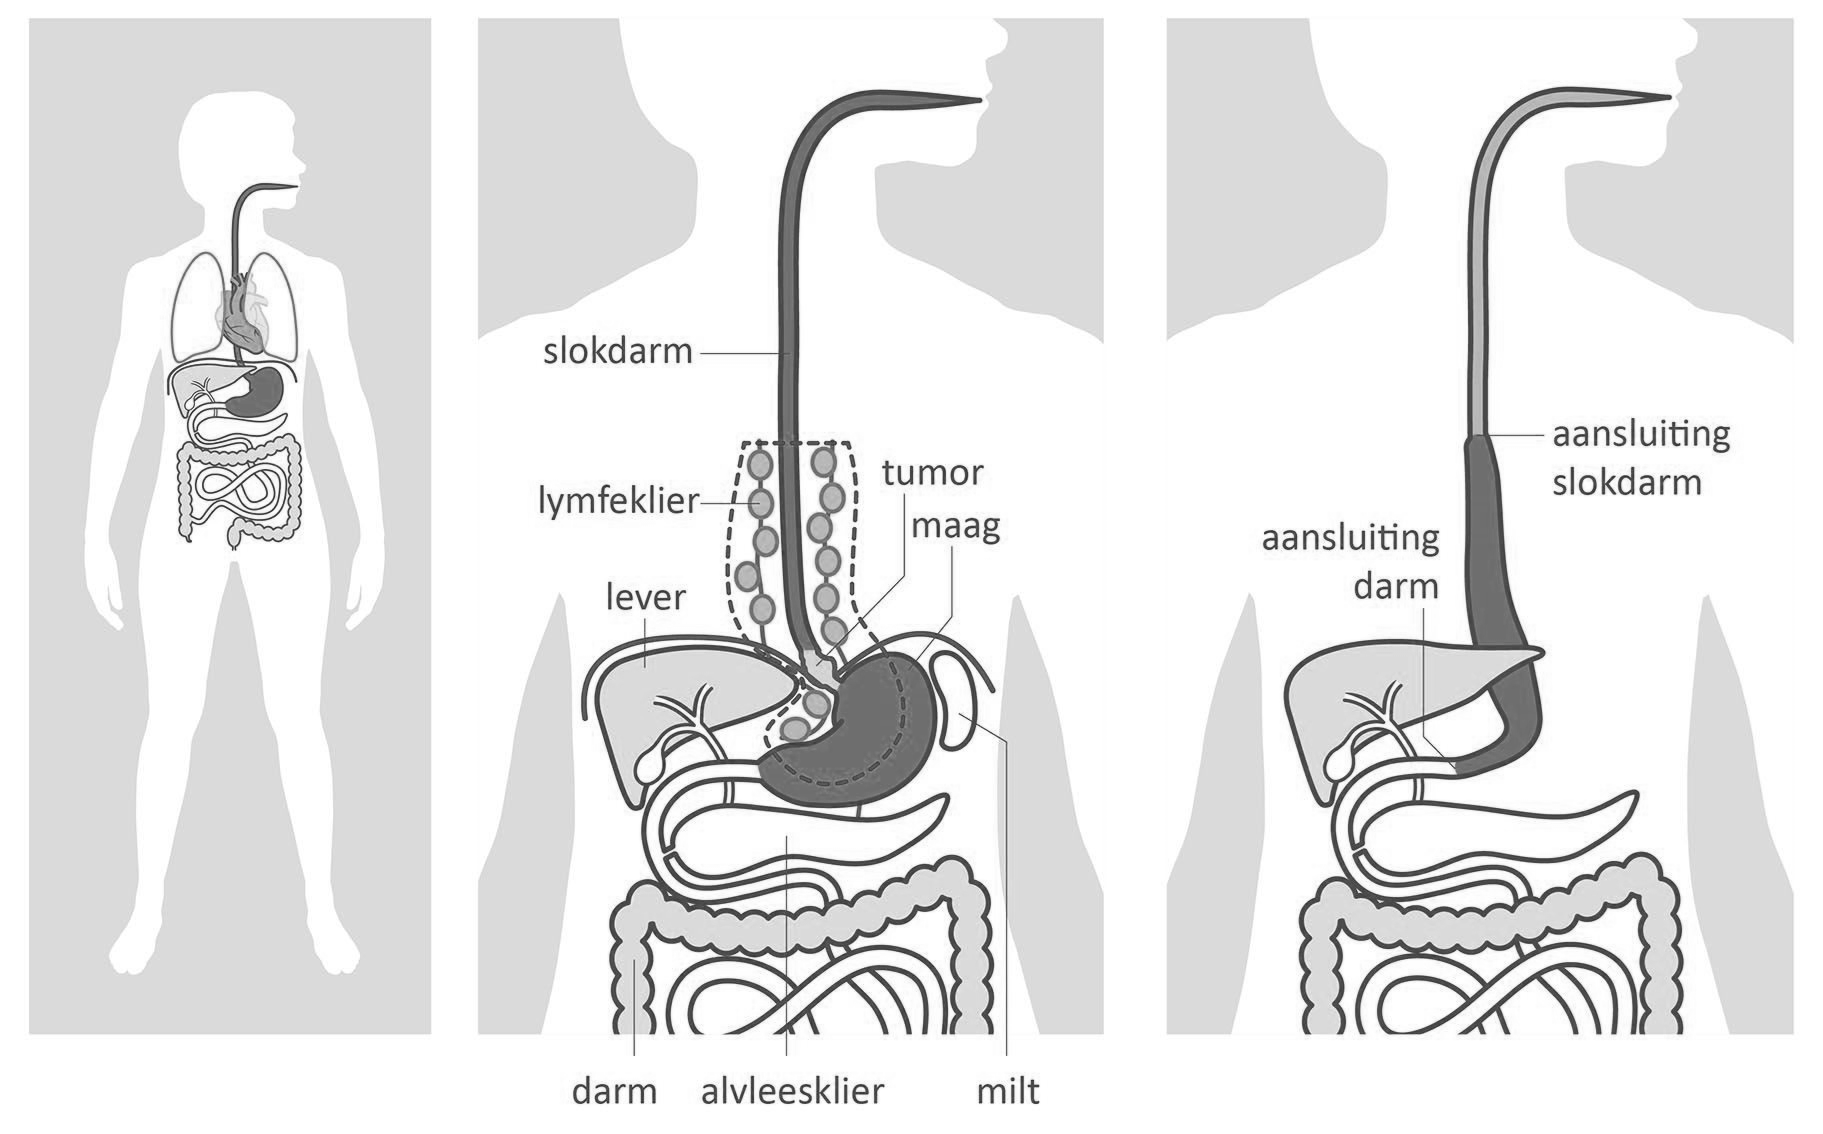 slokdarm
lymfeklier
tumor
maag
lever
darm
alvleesklier
milt
aansluiting
slokdarm
aansluiting
darm